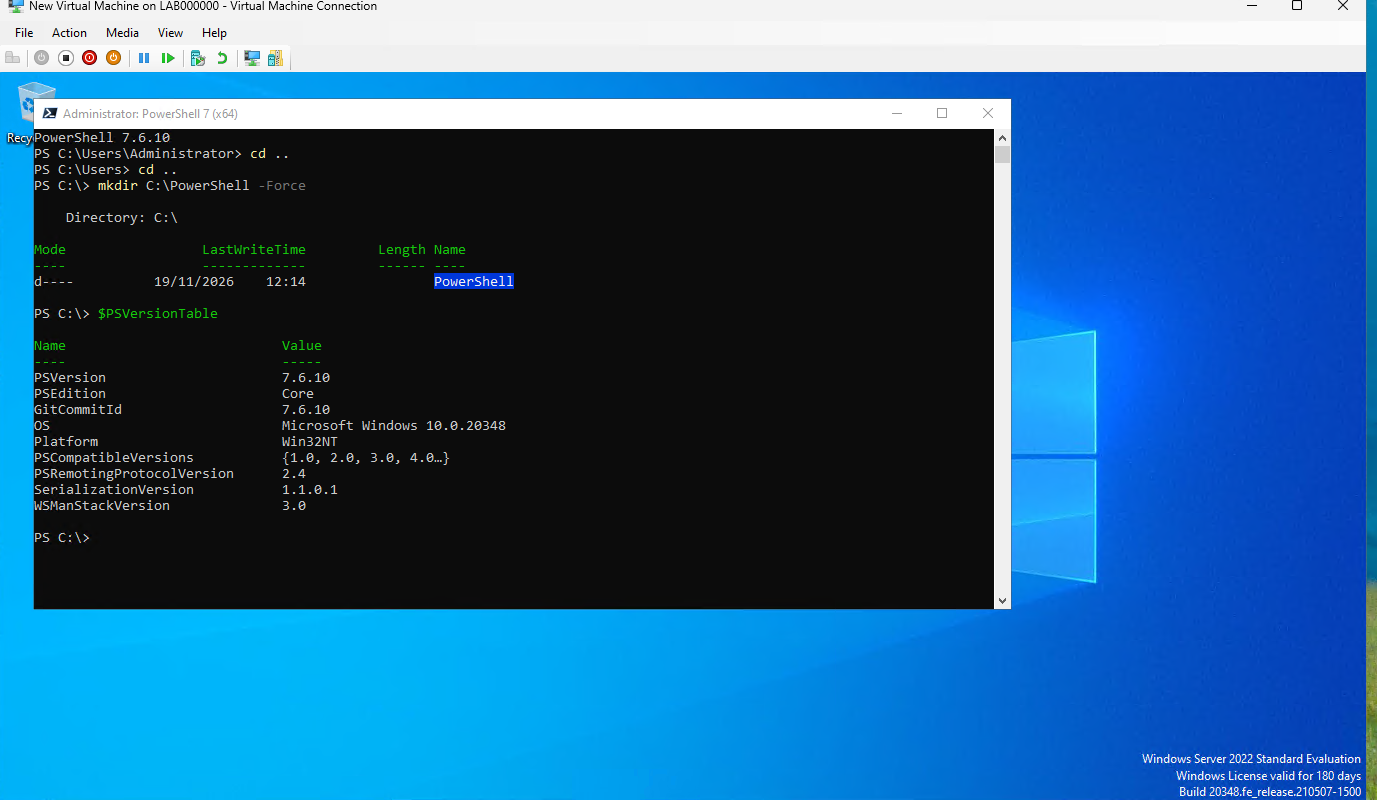 New Virtual Machine on LAB000000 - Virtual Machine Connection
File Action Media View Help
Recy
Administrator: PowerShell 7 (x64)
PowerShell 7.6.10
PS C:\Users\Administrator> cd ..
PS C:\Users> cd ..
PS C:\> mkdir C:\PowerShell -Force
Directory: C:\
Mode LastWriteTime Length Name
---- ------------- ------ ----
d---- 19/11/2026 12:14 PowerShell
PS C:\> $PSVersionTable
Name Value
---- -----
PSVersion 7.6.10
PSEdition Core
GitCommitId 7.6.10
OS Microsoft Windows 10.0.20348
Platform Win32NT
PSCompatibleVersions {1.0, 2.0, 3.0, 4.0…}
PSRemotingProtocolVersion 2.4
SerializationVersion 1.1.0.1
WSManStackVersion 3.0
PS C:\>
Windows Server 2022 Standard Evaluation
Windows License valid for 180 days
Build 20348.fe_release.210507-1500